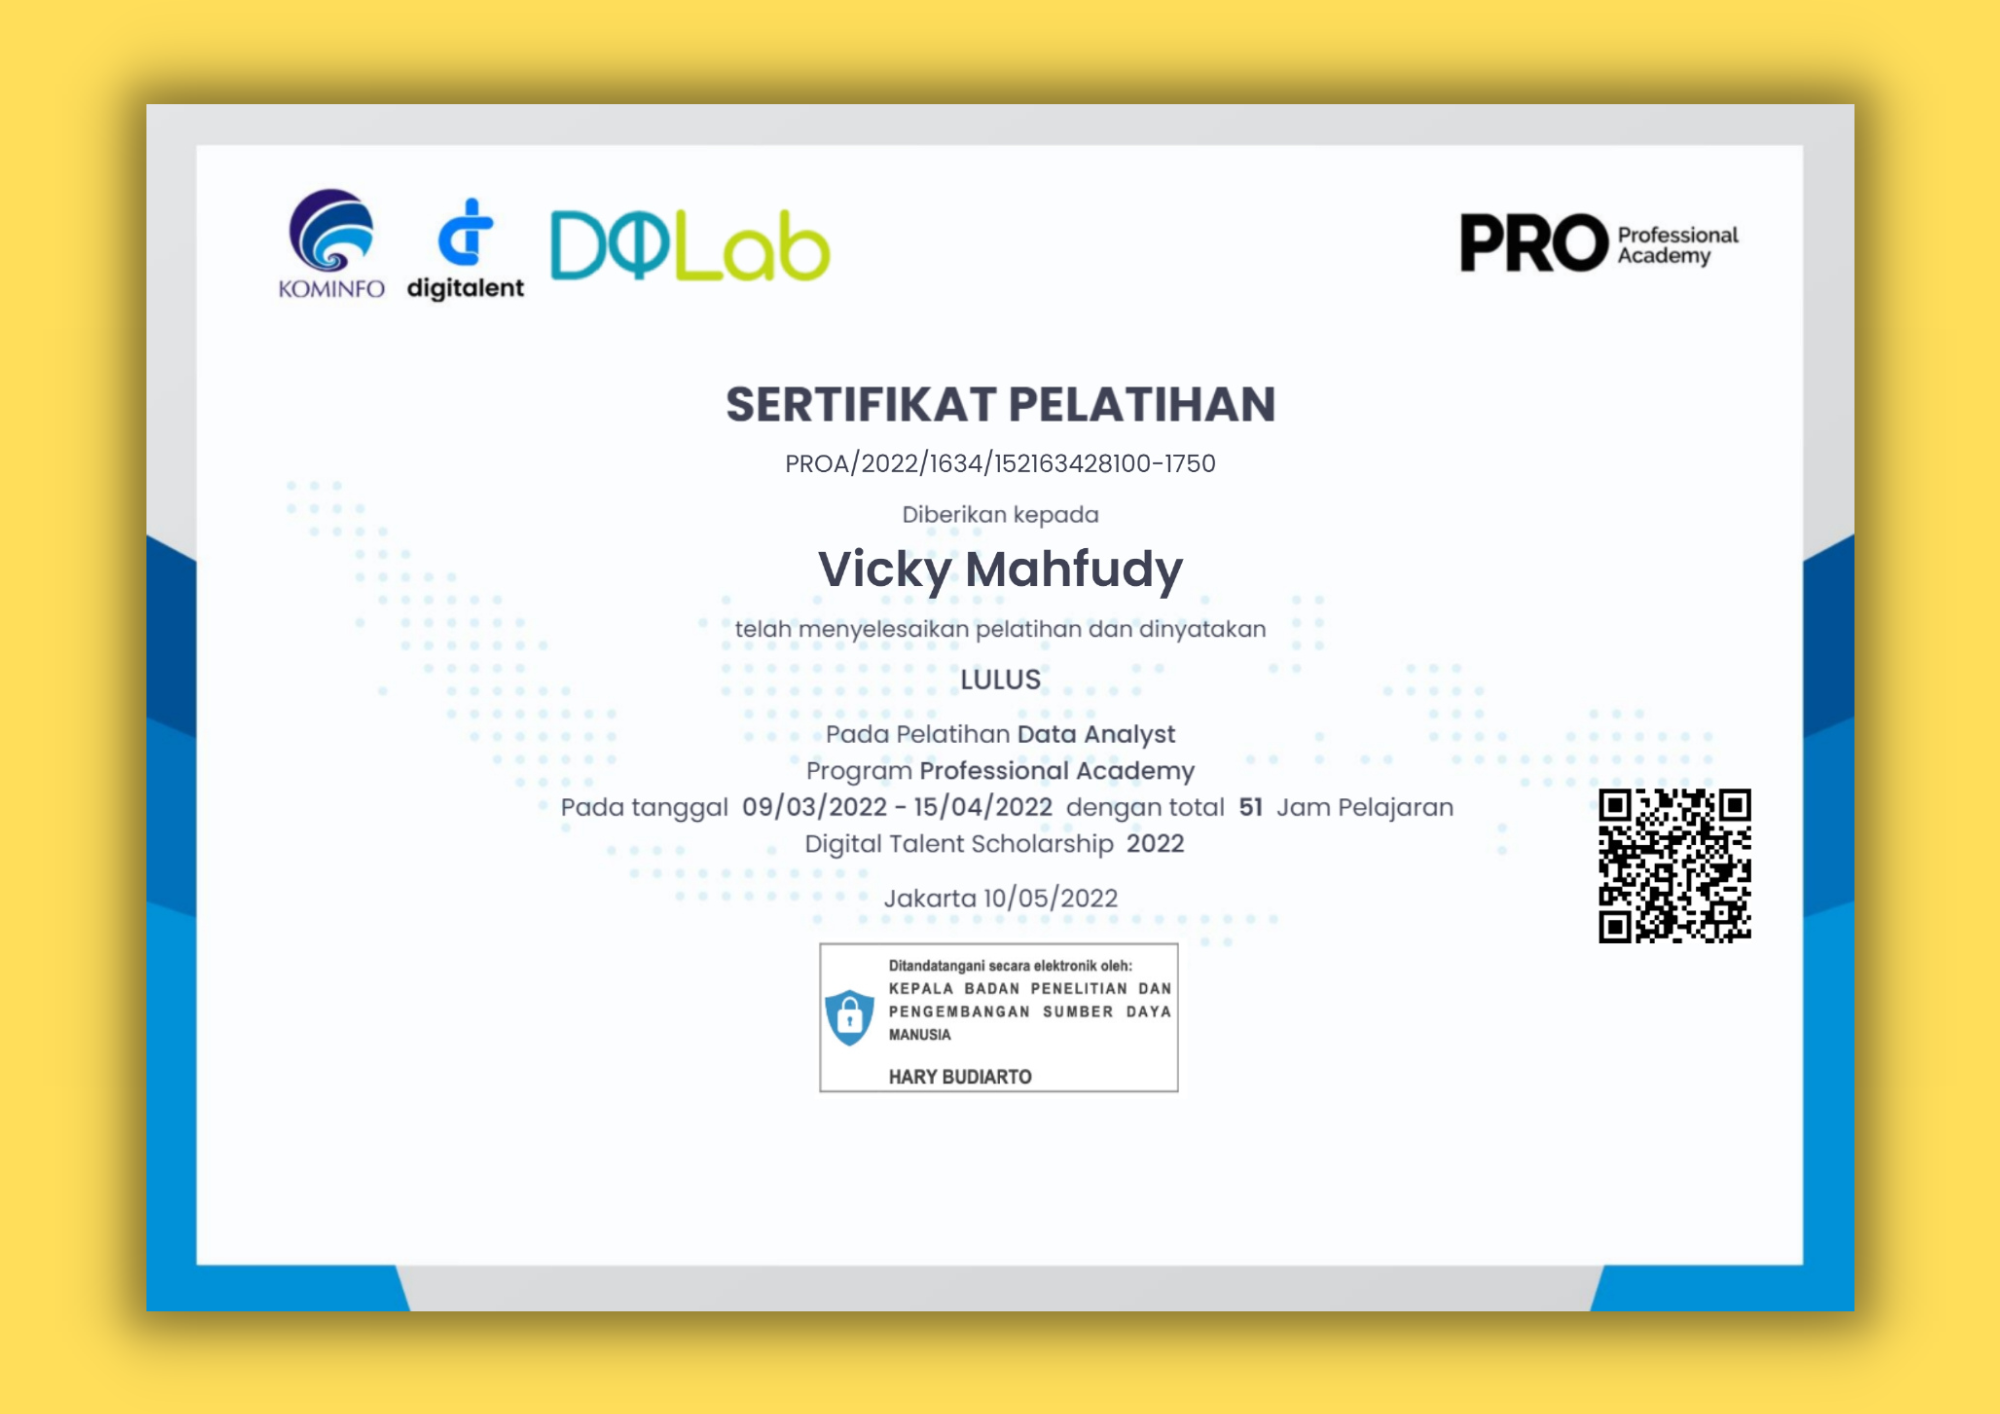 KOMINFO
digitalent
DQLab
PRO Professional Academy
SERTIFIKAT PELATIHAN
PROA/2022/1634/152163428100-1750
Diberikan kepada
Vicky Mahfudy
telah menyelesaikan pelatihan dan dinyatakan
LULUS
Pada Pelatihan Data Analyst
Program Professional Academy
Pada tanggal 09/03/2022 - 15/04/2022 dengan total 51 Jam Pelajaran
Digital Talent Scholarship 2022
Jakarta 10/05/2022
Ditandatangani secara elektronik oleh:
KEPALA BADAN PENELITIAN DAN
PENGEMBANGAN SUMBER DAYA
MANUSIA
HARY BUDIARTO